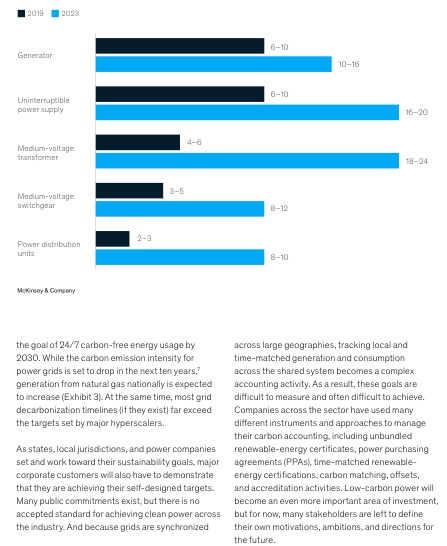 2019 2023
Generator
6–10
10–16
Uninterruptible
power supply
6–10
16–20
Medium-voltage
transformer
4–6
18–24
Medium-voltage
switchgear
3–5
8–12
Power distribution
units
2–3
8–10
McKinsey & Company
the goal of 24/7 carbon-free energy usage by
2030. While the carbon emission intensity for
power grids is set to drop in the next ten years,⁷
generation from natural gas nationally is expected
to increase (Exhibit 3). At the same time, most grid
decarbonization timelines (if they exist) far exceed
the targets set by major hyperscalers.
As states, local jurisdictions, and power companies
set and work toward their sustainability goals, major
corporate customers will also have to demonstrate
that they are achieving their self-designed targets.
Many public commitments exist, but there is no
accepted standard for achieving clean power across
the industry. And because grids are synchronized
across large geographies, tracking local and
time-matched generation and consumption
across the shared system becomes a complex
accounting activity. As a result, these goals are
difficult to measure and often difficult to achieve.
Companies across the sector have used many
different instruments and approaches to manage
their carbon accounting, including unbundled
renewable-energy certificates, power purchasing
agreements (PPAs), time-matched renewable-
energy certifications, carbon matching, offsets,
and accreditation activities. Low-carbon power will
become an even more important area of investment,
but for now, many stakeholders are left to define
their own motivations, ambitions, and directions for
the future.